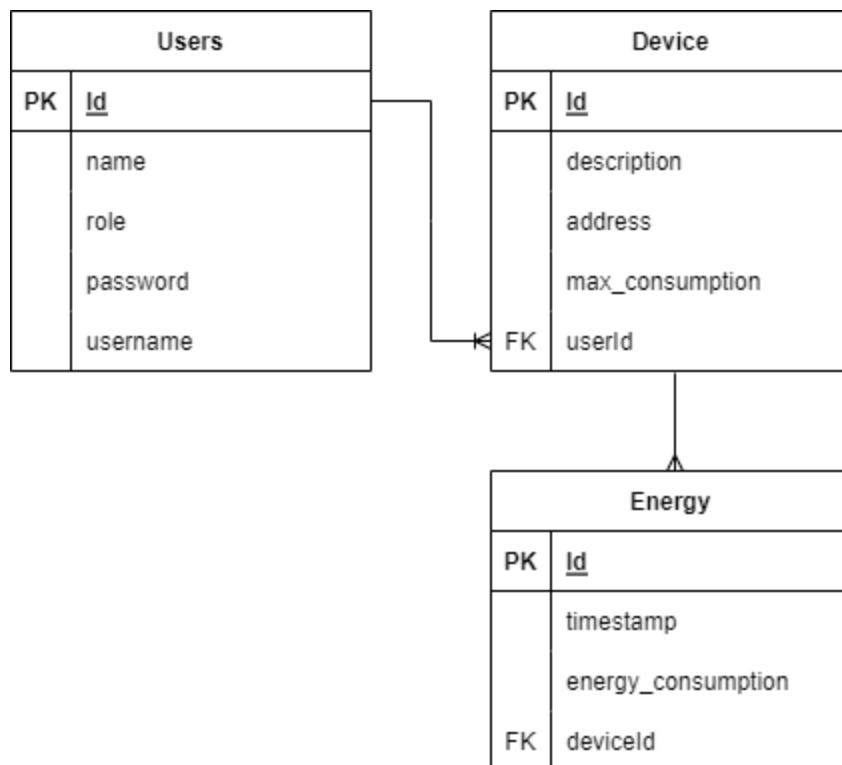 Users
PK Id
name
role
password
username
Device
PK Id
description
address
max_consumption
FK userId
Energy
PK Id
timestamp
energy_consumption
FK deviceId